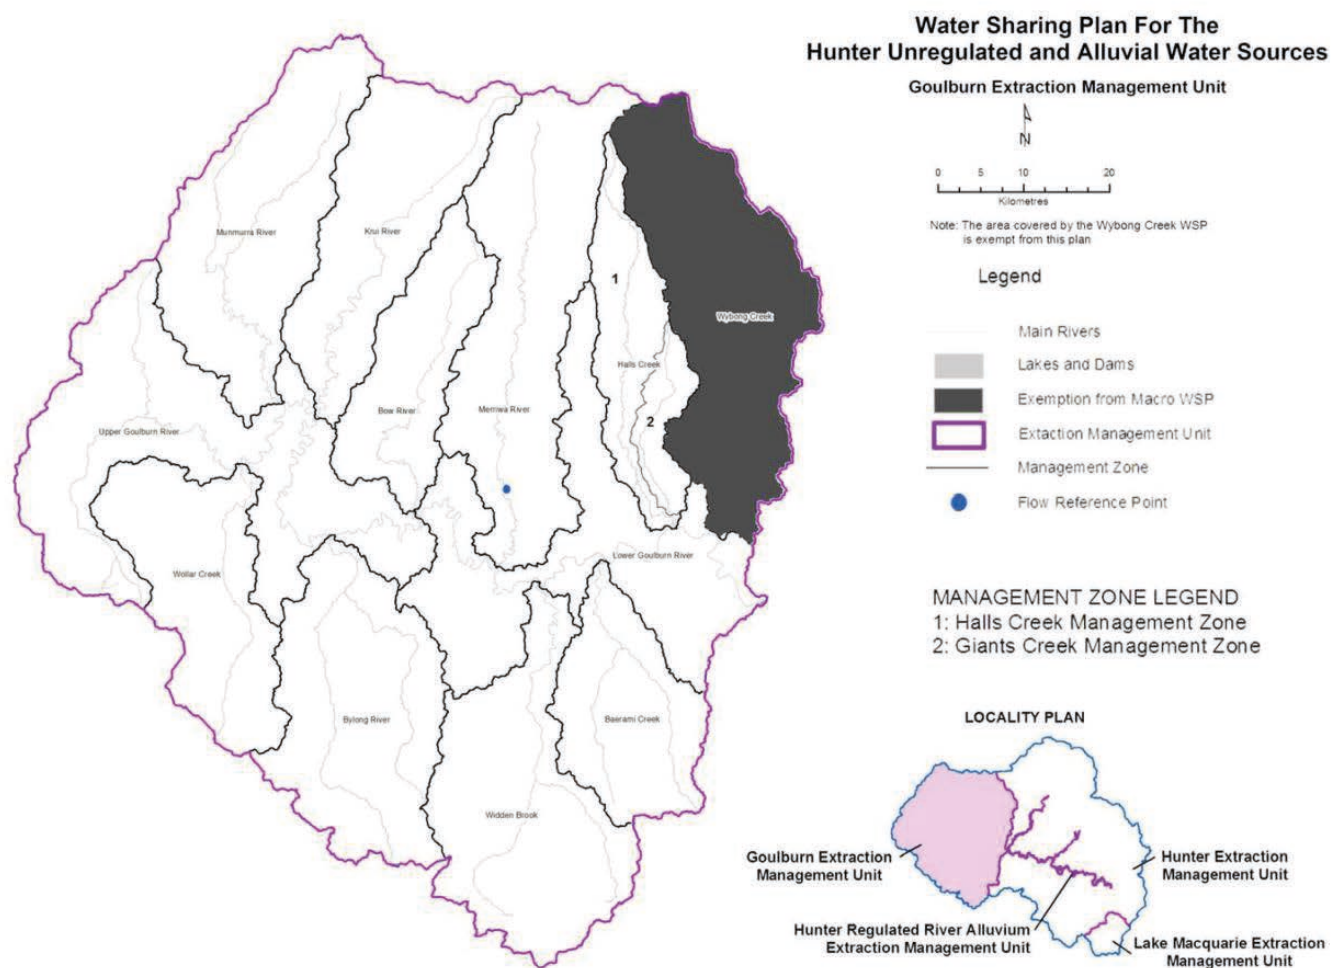 Water Sharing Plan For The
Hunter Unregulated and Alluvial Water Sources
Goulburn Extraction Management Unit
N
0 5 10 20
Kilometres
Note: The area covered by the Wybong Creek WSP
is exempt from this plan
Legend
Main Rivers
Lakes and Dams
Exemption from Macro WSP
Extaction Management Unit
Management Zone
Flow Reference Point
MANAGEMENT ZONE LEGEND
1: Halls Creek Management Zone
2: Giants Creek Management Zone
LOCALITY PLAN
Goulburn Extraction
Management Unit
Hunter Extraction
Management Unit
Hunter Regulated River Alluvium
Extraction Management Unit
Lake Macquarie Extraction
Management Unit
Munmurra River
Krui River
1
Wybong Creek
Halls Creek
Bow River
Merriwa River
2
Upper Goulburn River
Lower Goulburn River
Wollar Creek
Bylong River
Baerami Creek
Widden Brook